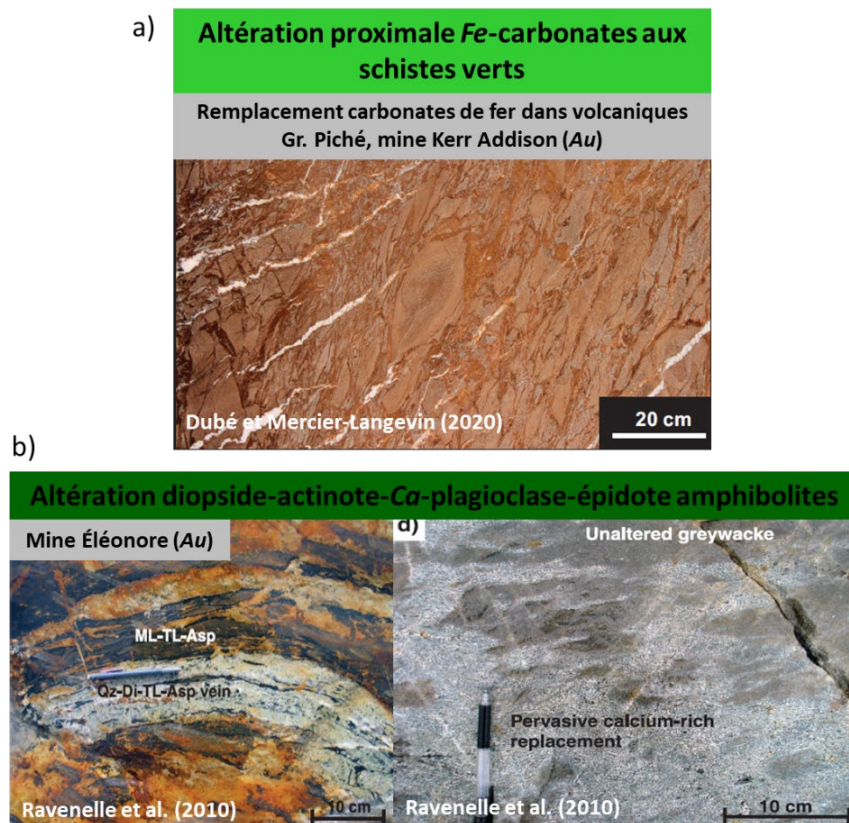 a)
Altération proximale Fe-carbonates aux
schistes verts
Remplacement carbonates de fer dans volcaniques
Gr. Piché, mine Kerr Addison (Au)
Dubé et Mercier-Langevin (2020)
20 cm
b)
Altération diopside-actinote-Ca-plagioclase-épidote amphibolites
Mine Éléonore (Au)
ML-TL-Asp
Qz-Di-TL-Asp vein
Ravenelle et al. (2010)
10 cm
d)
Unaltered greywacke
Pervasive calcium-rich
replacement
Ravenelle et al. (2010)
10 cm